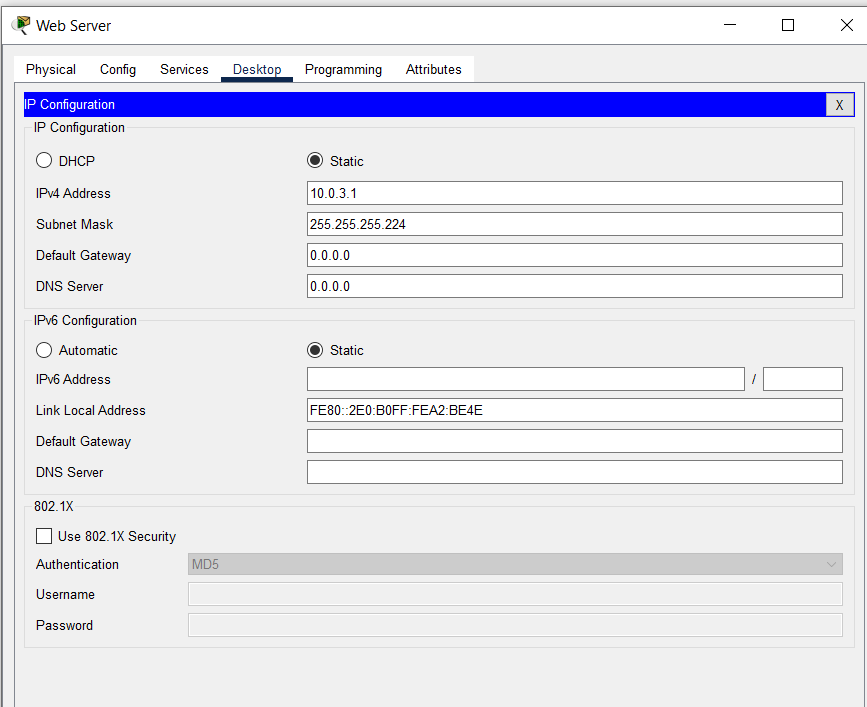 Web Server
Physical Config Services Desktop Programming Attributes
IP Configuration X
IP Configuration
DHCP Static
IPv4 Address 10.0.3.1
Subnet Mask 255.255.255.224
Default Gateway 0.0.0.0
DNS Server 0.0.0.0
IPv6 Configuration
Automatic Static
IPv6 Address /
Link Local Address FE80::2E0:B0FF:FEA2:BE4E
Default Gateway
DNS Server
802.1X
Use 802.1X Security
Authentication MD5
Username
Password